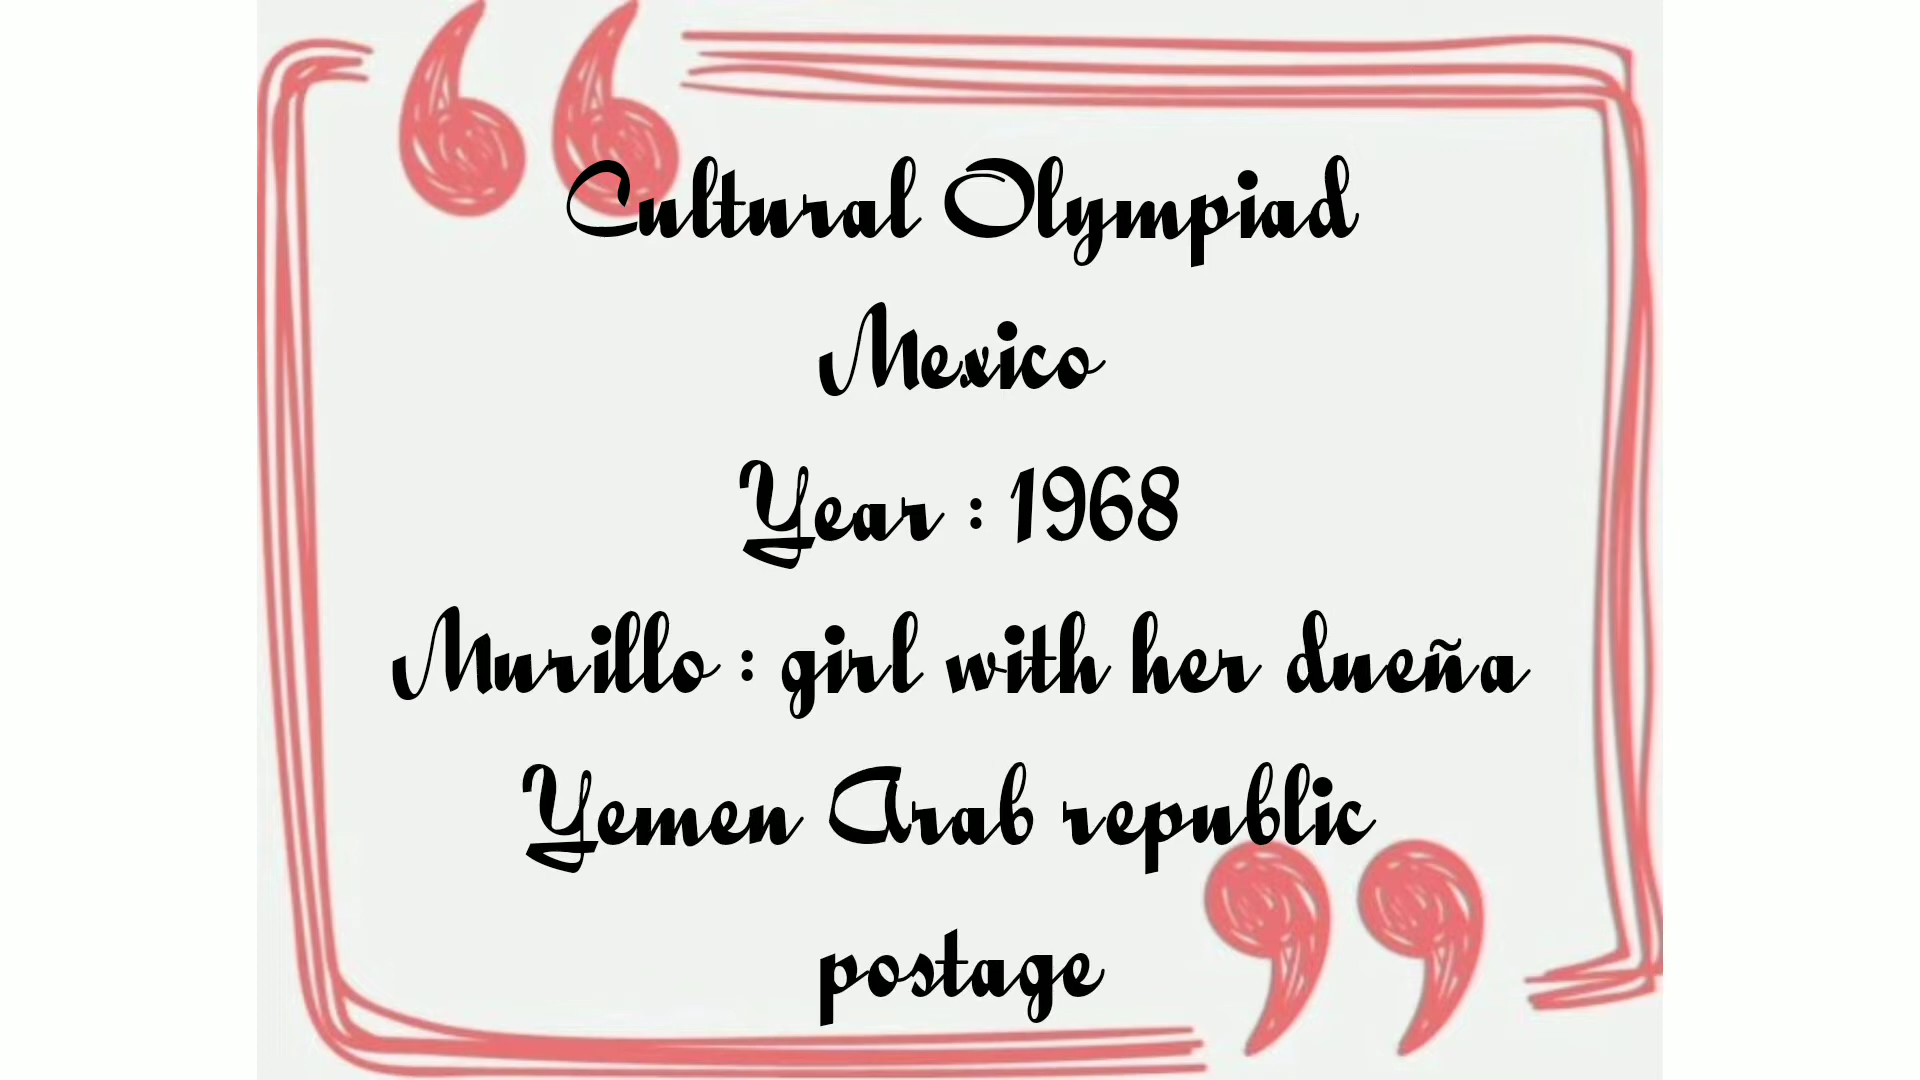 Cultural Olympiad
Mexico
Year : 1968
Murillo : girl with her dueña
Yemen Arab republic
postage